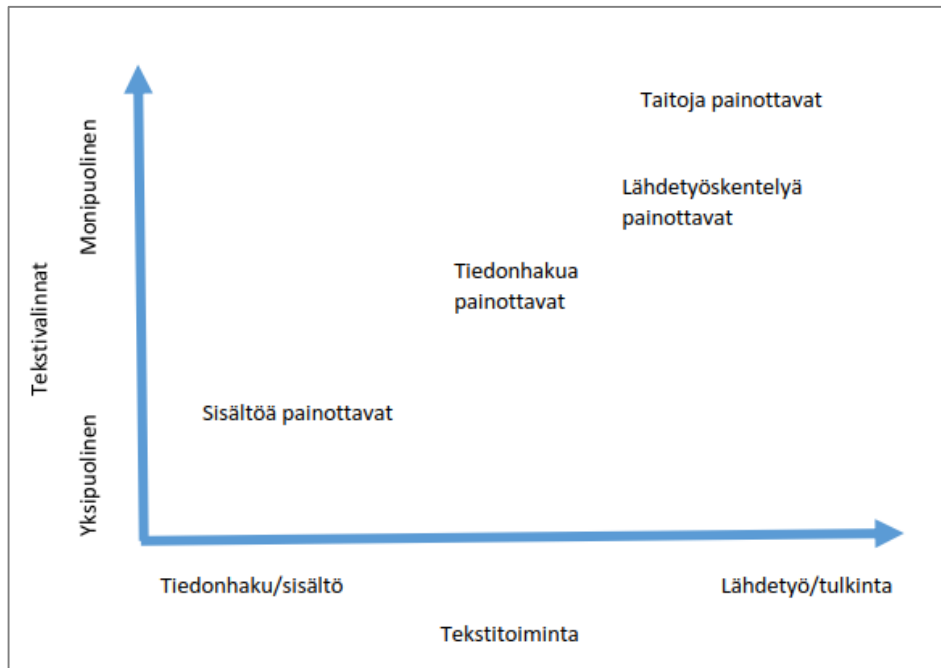 Taitoja painottavat
Lähdetyöskentelyä
painottavat
Tiedonhakua
painottavat
Sisältöä painottavat
Monipuolinen
Tekstivalinnat
Yksipuolinen
Tiedonhaku/sisältö
Lähdetyö/tulkinta
Tekstitoiminta